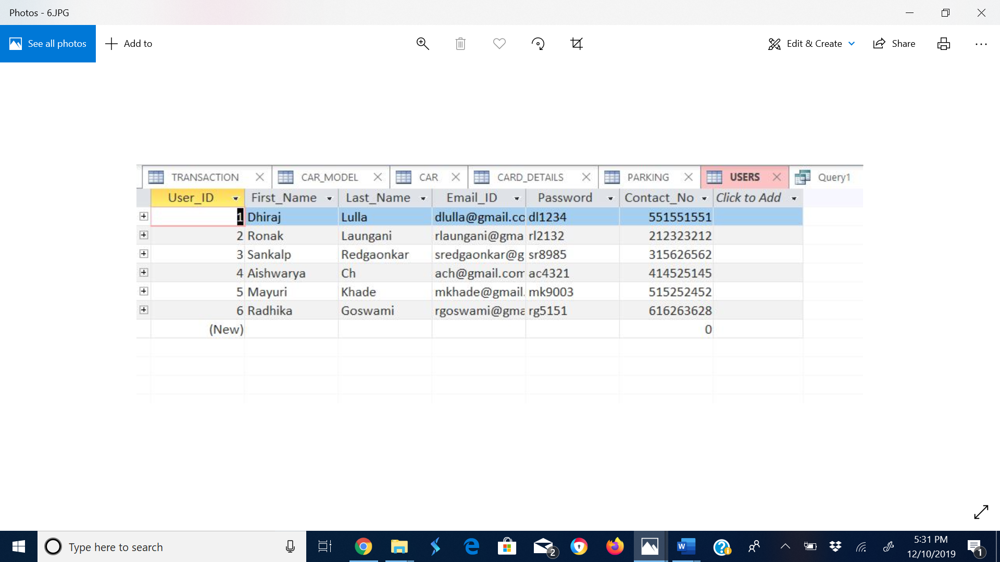 Photos - 6.JPG
See all photos Add to Edit & Create Share
TRANSACTION CAR_MODEL CAR CARD_DETAILS PARKING USERS Query1
User_ID First_Name Last_Name Email_ID Password Contact_No Click to Add
1 Dhiraj Lulla dlulla@gmail.co dl1234 551551551
2 Ronak Laungani rlaungani@gma rl2132 212323212
3 Sankalp Redgaonkar sredgaonkar@g sr8985 315626562
4 Aishwarya Ch ach@gmail.com ac4321 414525145
5 Mayuri Khade mkhade@gmail. mk9003 515252452
6 Radhika Goswami rgoswami@gma rg5151 616263628
(New) 0
Type here to search 2 5:31 PM 1
12/10/2019